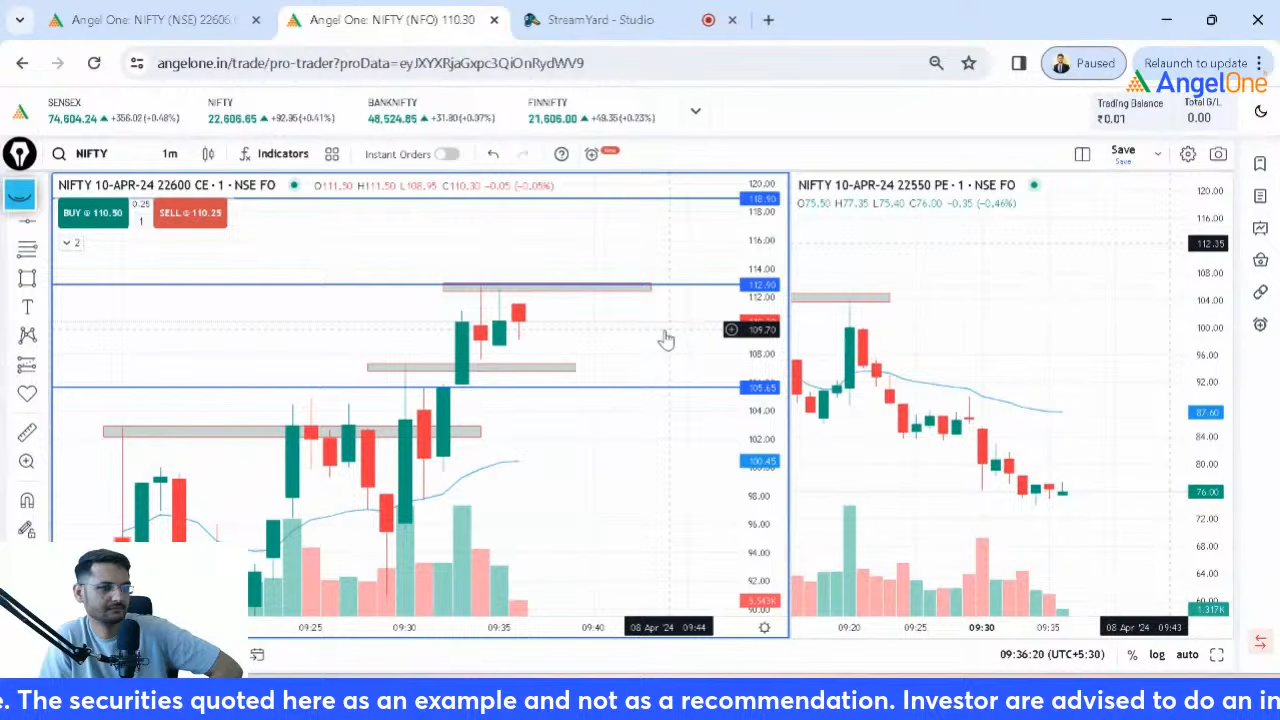 Angel One: NIFTY (NSE) 22606
Angel One: NIFTY (NFO) 110.30
StreamYard - Studio
angelone.in/trade/pro-trader?proData=eyJXYXRjaGxpc3QiOnRydWV9
Paused
Relaunch to update
AngelOne
SENSEX
74,604.24 +356.02 (+0.48%)
NIFTY
22,606.65 +92.95 (+0.41%)
BANKNIFTY
48,524.85 +31.80 (+0.07%)
FINNIFTY
21,606.00 +49.35 (+0.23%)
Trading Balance
₹0.01
Total G/L
0.00
NIFTY
1m
Indicators
Instant Orders
New
Save
Save
NIFTY 10-APR-24 22600 CE · 1 · NSE FO
O111.50 H111.50 L108.95 C110.30 -0.05 (-0.05%)
BUY @ 110.50
0.25
1
SELL @ 110.25
2
120.00
118.90
118.00
116.00
114.00
112.90
112.00
109.70
108.00
105.65
104.00
102.00
100.45
98.00
96.00
94.00
92.00
5.543K
09:25
09:30
09:35
09:40
08 Apr '24 09:44
NIFTY 10-APR-24 22550 PE · 1 · NSE FO
O75.50 H77.35 L75.40 C76.00 -0.35 (-0.46%)
120.00
116.00
112.35
108.00
104.00
100.00
96.00
92.00
87.60
84.00
80.00
76.00
72.00
68.00
64.00
60.00
1.317K
09:20
09:25
09:30
09:35
08 Apr '24 09:43
09:36:20 (UTC+5:30)
%
log
auto
e. The securities quoted here as an example and not as a recommendation. Investor are advised to do an in